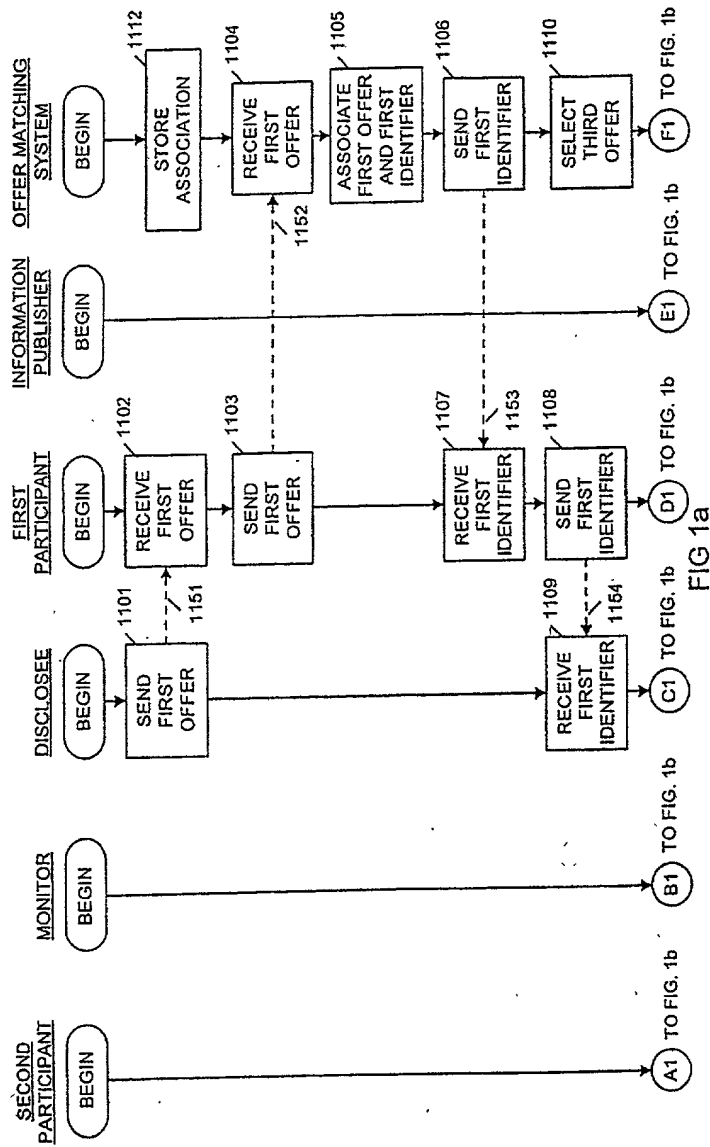 SECOND
PARTICIPANT
BEGIN
A1 TO FIG. 1b
MONITOR
BEGIN
B1 TO FIG. 1b
DISCLOSEE
BEGIN
1101
SEND
FIRST
OFFER
1151
1109
RECEIVE
FIRST
IDENTIFIER
1154
C1 TO FIG. 1b
FIRST
PARTICIPANT
BEGIN
1102
RECEIVE
FIRST
OFFER
1103
SEND
FIRST
OFFER
1107
RECEIVE
FIRST
IDENTIFIER
1153
1108
SEND
FIRST
IDENTIFIER
D1 TO FIG. 1b
INFORMATION
PUBLISHER
BEGIN
E1 TO FIG. 1b
OFFER MATCHING
SYSTEM
BEGIN
1112
STORE
ASSOCIATION
1104
RECEIVE
FIRST
OFFER
1152
1105
ASSOCIATE
FIRST OFFER
AND FIRST
IDENTIFIER
1106
SEND
FIRST
IDENTIFIER
1110
SELECT
THIRD
OFFER
F1 TO FIG. 1b
FIG 1a